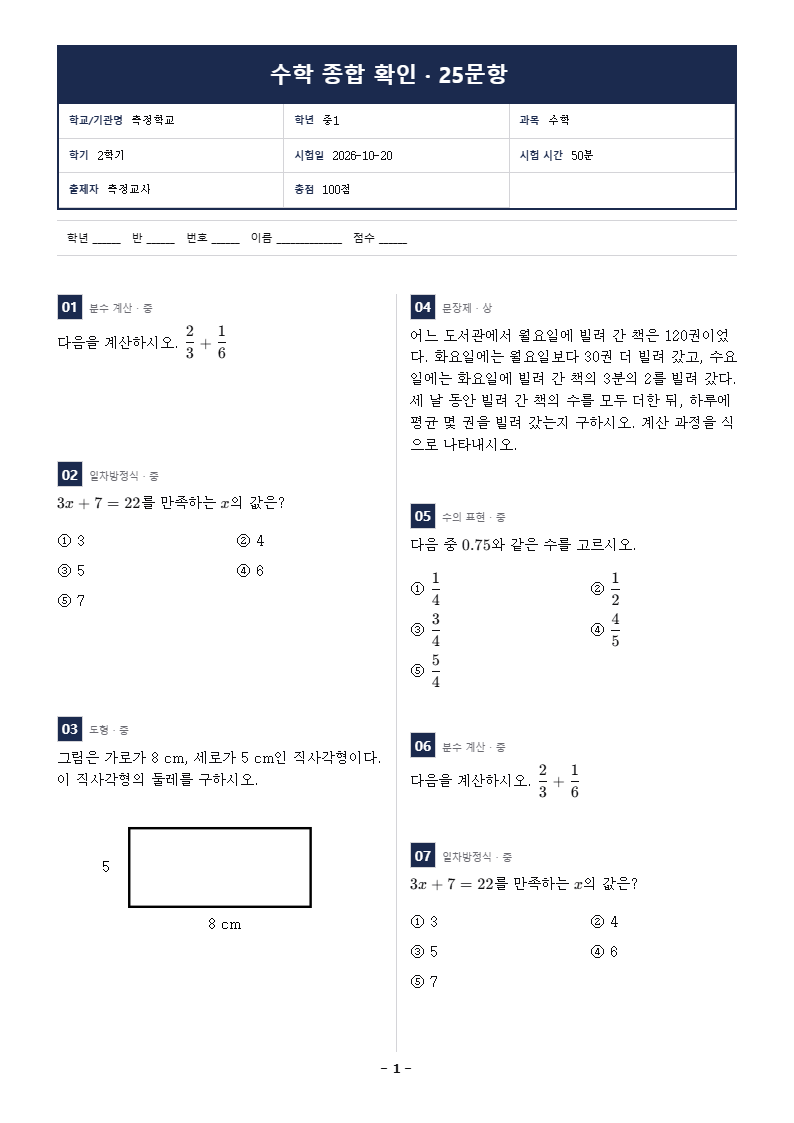 수학 종합 확인 · 25문항
학교/기관명 측정학교 학년 중1 과목 수학
학기 2학기 시험일 2026-10-20 시험 시간 50분
출제자 측정교사 총점 100점
학년 ______ 반 ______ 번호 ______ 이름 ______________ 점수 ______
01 분수 계산 · 중
다음을 계산하시오. 2/3 + 1/6
02 일차방정식 · 중
3x + 7 = 22를 만족하는 x의 값은?
① 3 ② 4
③ 5 ④ 6
⑤ 7
03 도형 · 중
그림은 가로가 8 cm, 세로가 5 cm인 직사각형이다.
이 직사각형의 둘레를 구하시오.
5
8 cm
04 문장제 · 상
어느 도서관에서 월요일에 빌려 간 책은 120권이었
다. 화요일에는 월요일보다 30권 더 빌려 갔고, 수요
일에는 화요일에 빌려 간 책의 3분의 2를 빌려 갔다.
세 날 동안 빌려 간 책의 수를 모두 더한 뒤, 하루에
평균 몇 권을 빌려 갔는지 구하시오. 계산 과정을 식
으로 나타내시오.
05 수의 표현 · 중
다음 중 0.75와 같은 수를 고르시오.
① 1/4 ② 1/2
③ 3/4 ④ 4/5
⑤ 5/4
06 분수 계산 · 중
다음을 계산하시오. 2/3 + 1/6
07 일차방정식 · 중
3x + 7 = 22를 만족하는 x의 값은?
① 3 ② 4
③ 5 ④ 6
⑤ 7
- 1 -